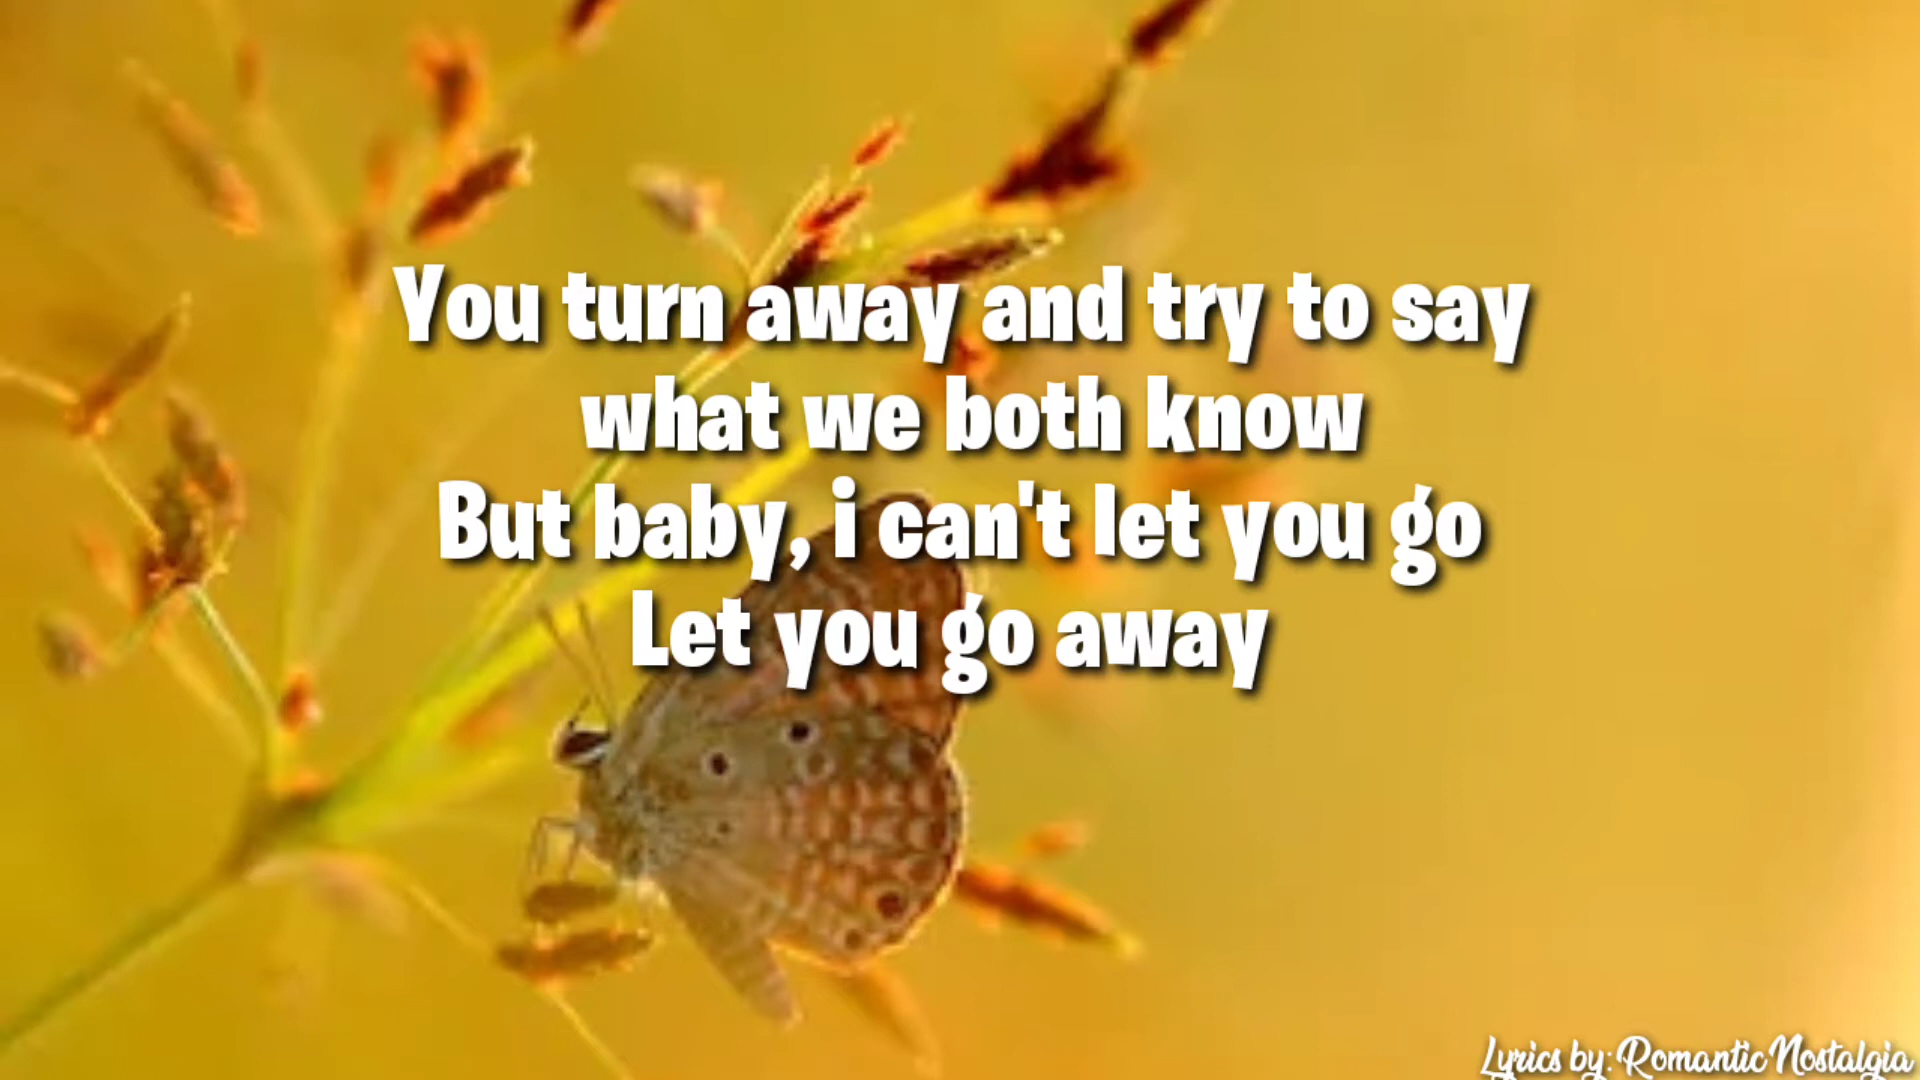 You turn away and try to say
what we both know
But baby, i can't let you go
Let you go away
Lyrics by: Romantic Nostalgia